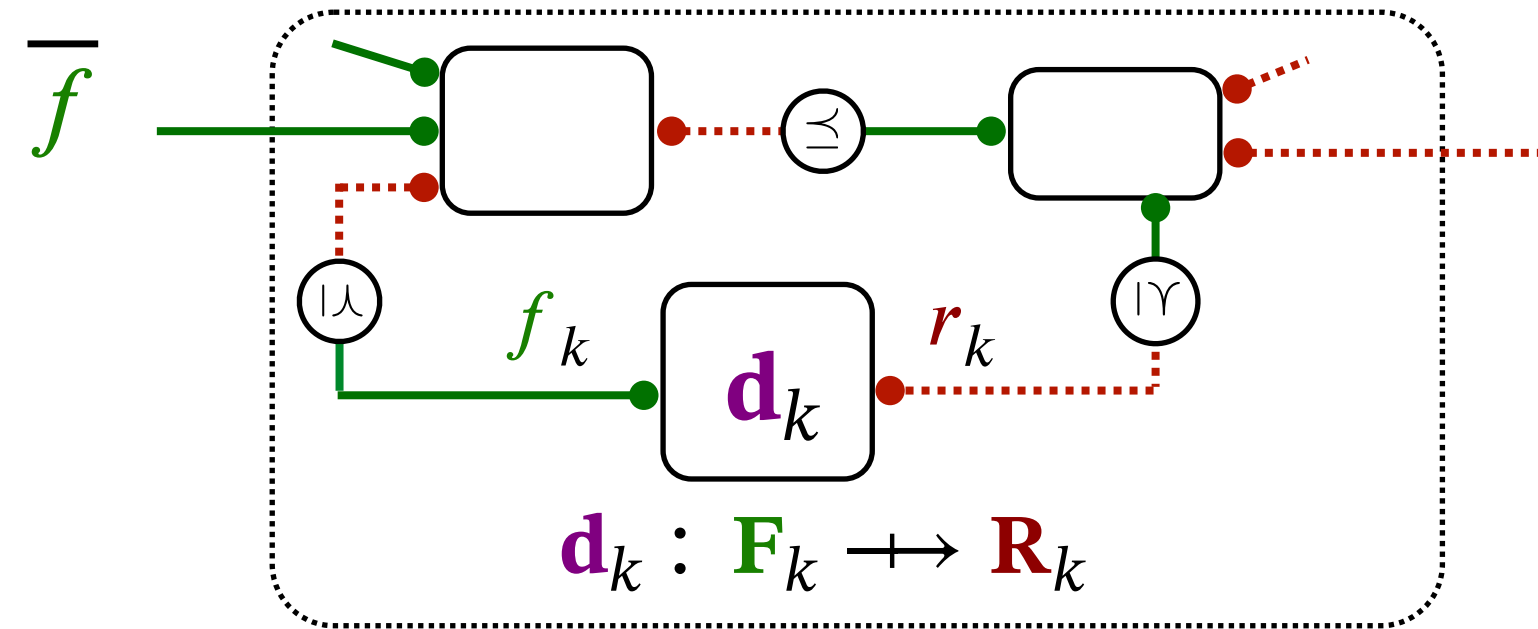 f̅
⪯
⪯
⪯
f_k
r_k
d_k
d_k : F_k ⇸ R_k